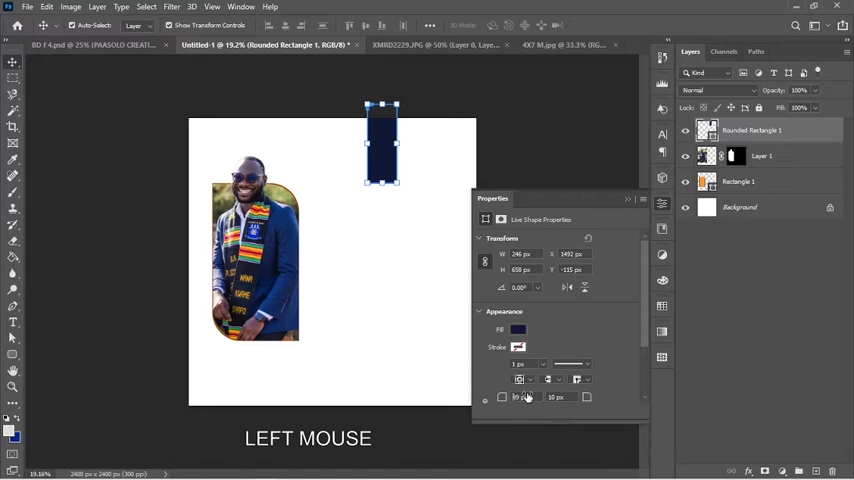 File Edit Image Layer Type Select Filter 3D View Window Help
Auto-Select: Layer Show Transform Controls 3D Mode:
BD f 4.psd @ 25% (PAASOLO CREATI... × Untitled-1 @ 19.2% (Rounded Rectangle 1, RGB/8) * × XMRD2229.JPG @ 50% (Layer 0, Laye... × 4X7 M.jpg @ 33.3% (RG... ×
Layers Channels Paths
Kind
Normal Opacity: 100%
Lock: Fill: 100%
Rounded Rectangle 1
Layer 1
Rectangle 1
Background
Properties
Live Shape Properties
Transform
W 246 px X 1492 px
H 658 px Y -115 px
0.00°
Appearance
Fill
Stroke
1 px
10 px
LEFT MOUSE
19.16% 2400 px x 2400 px (300 ppi)